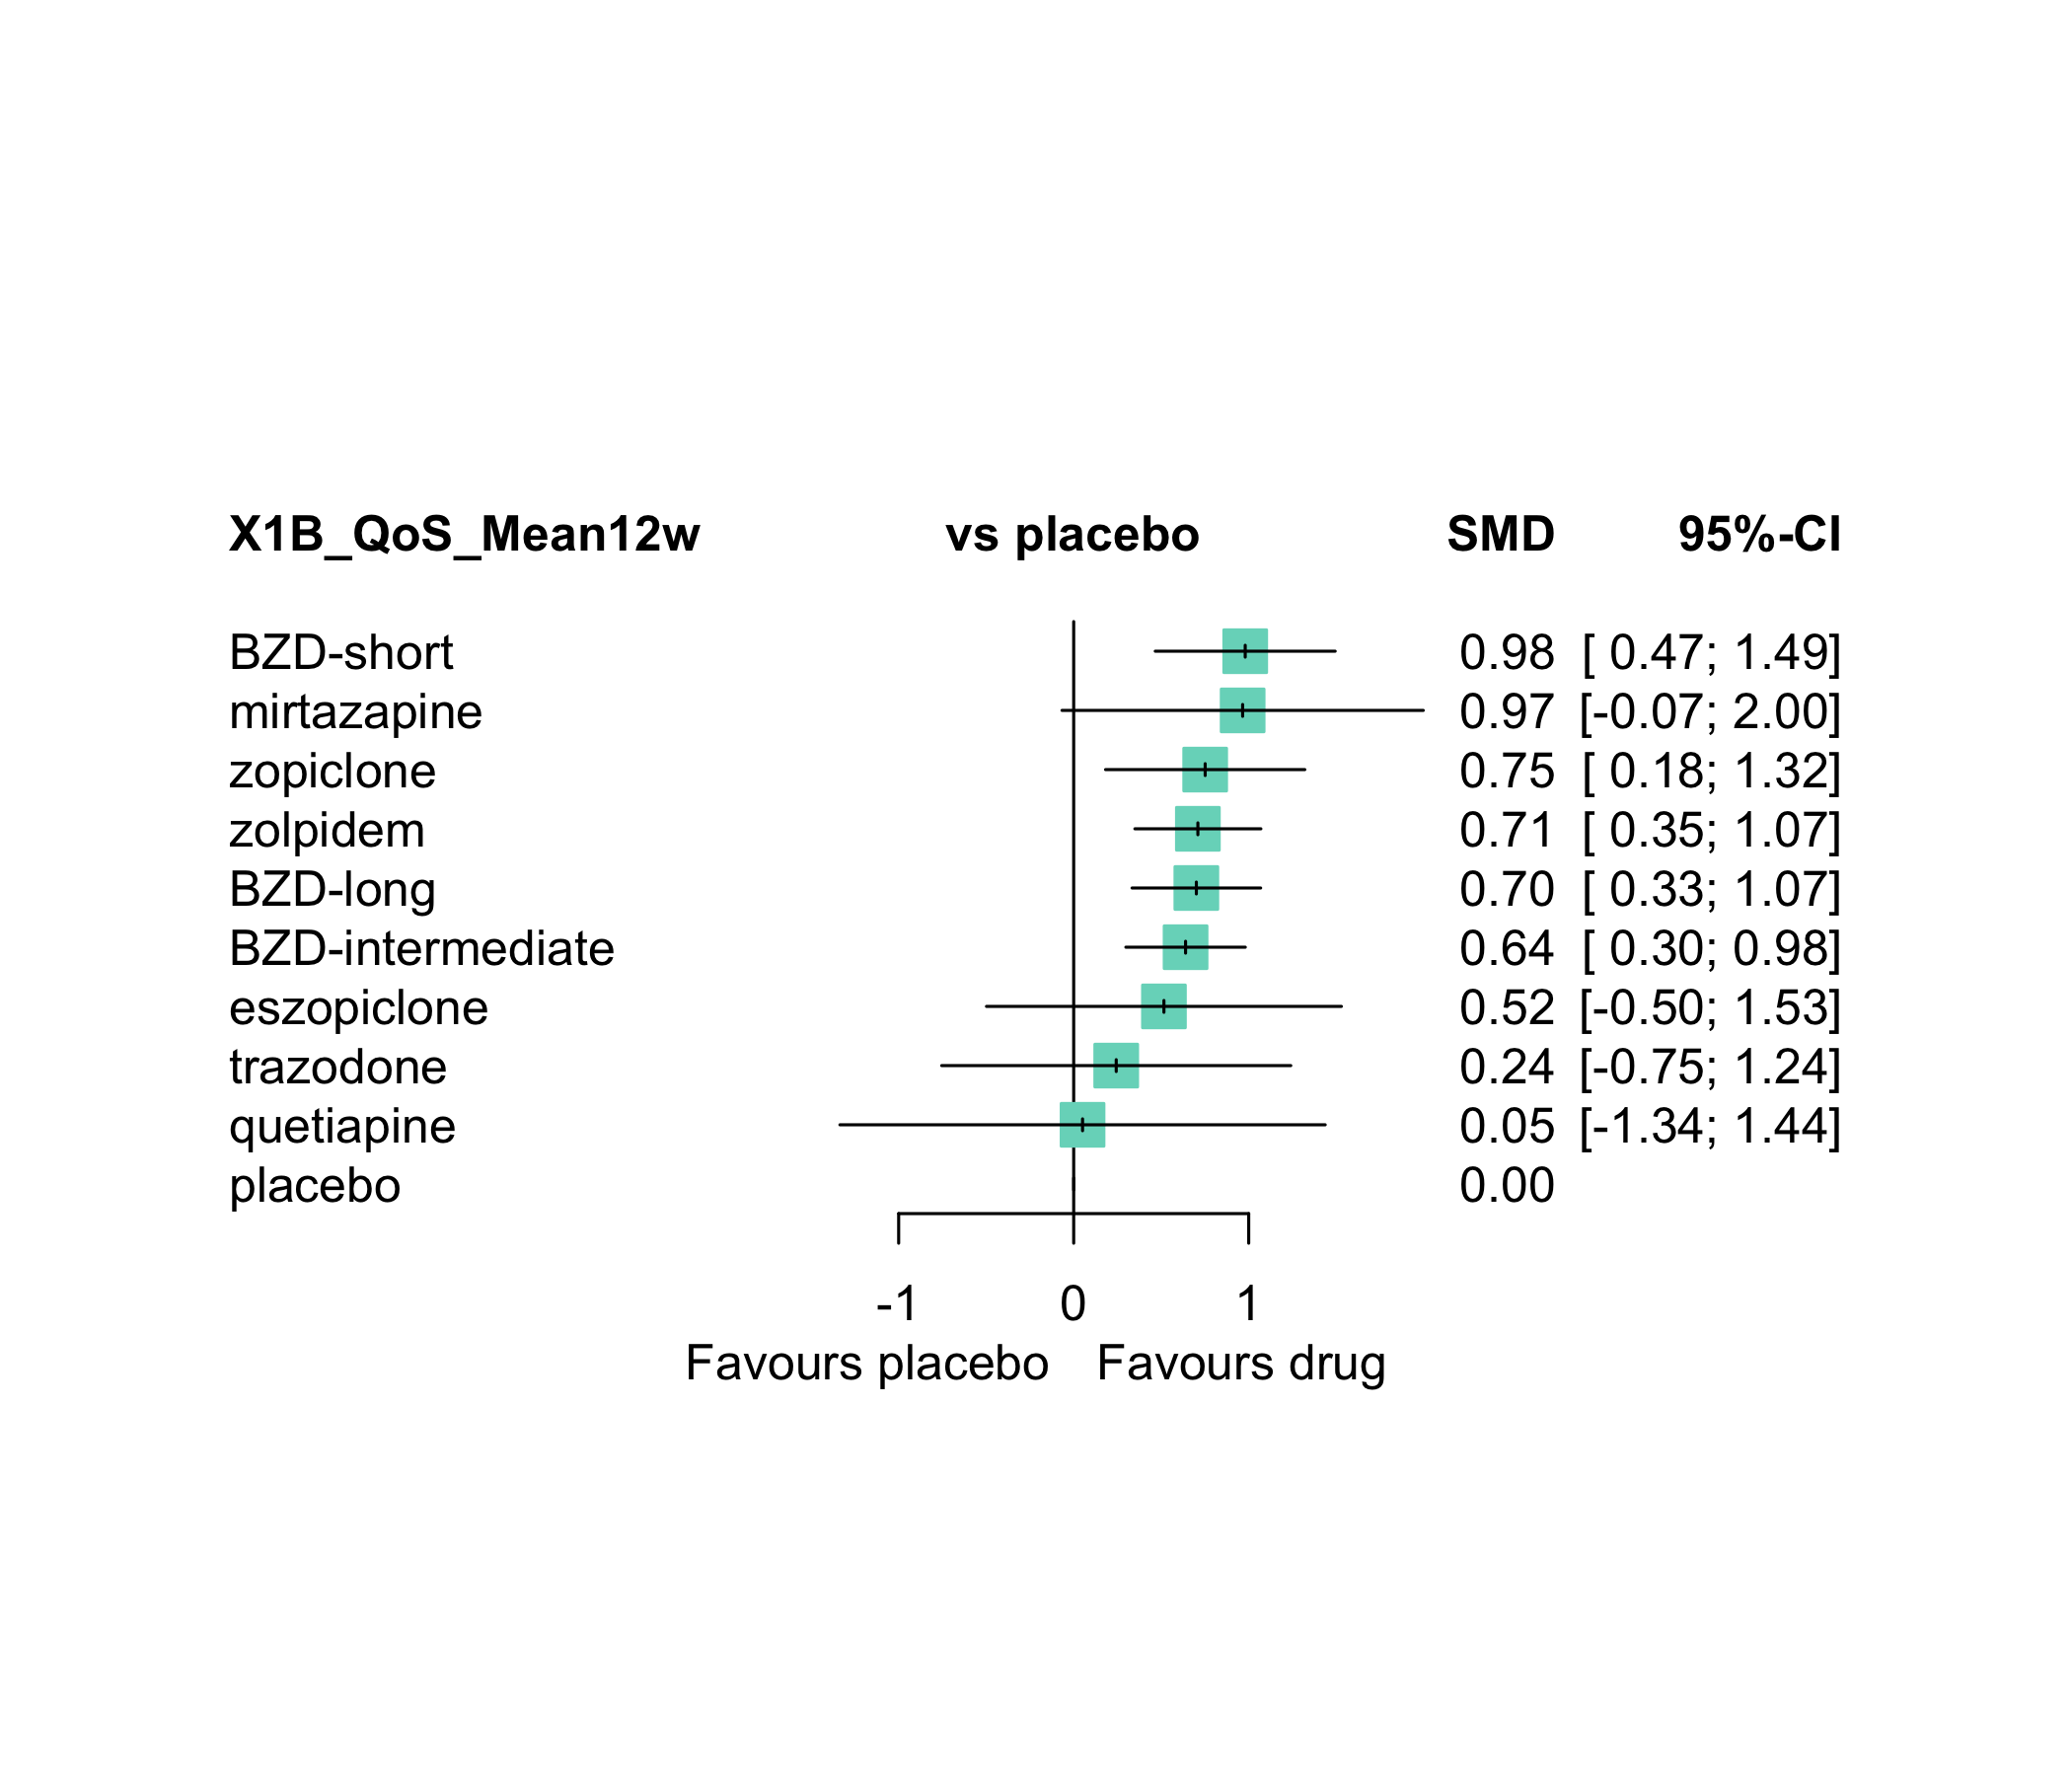 X1B_QoS_Mean12w vs placebo SMD 95%-CI
BZD-short 0.98 [ 0.47; 1.49]
mirtazapine 0.97 [-0.07; 2.00]
zopiclone 0.75 [ 0.18; 1.32]
zolpidem 0.71 [ 0.35; 1.07]
BZD-long 0.70 [ 0.33; 1.07]
BZD-intermediate 0.64 [ 0.30; 0.98]
eszopiclone 0.52 [-0.50; 1.53]
trazodone 0.24 [-0.75; 1.24]
quetiapine 0.05 [-1.34; 1.44]
placebo 0.00
-1 0 1
Favours placebo Favours drug